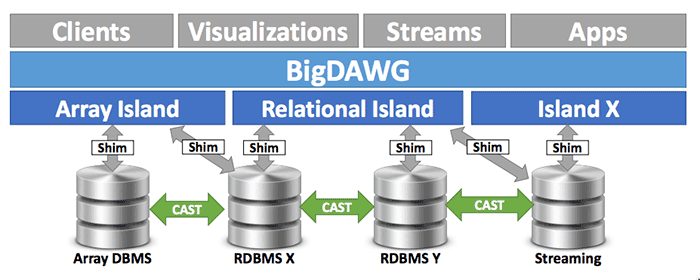 Clients Visualizations Streams Apps
BigDAWG
Array Island Relational Island Island X
Shim Shim Shim Shim Shim Shim
CAST CAST CAST
Array DBMS RDBMS X RDBMS Y Streaming